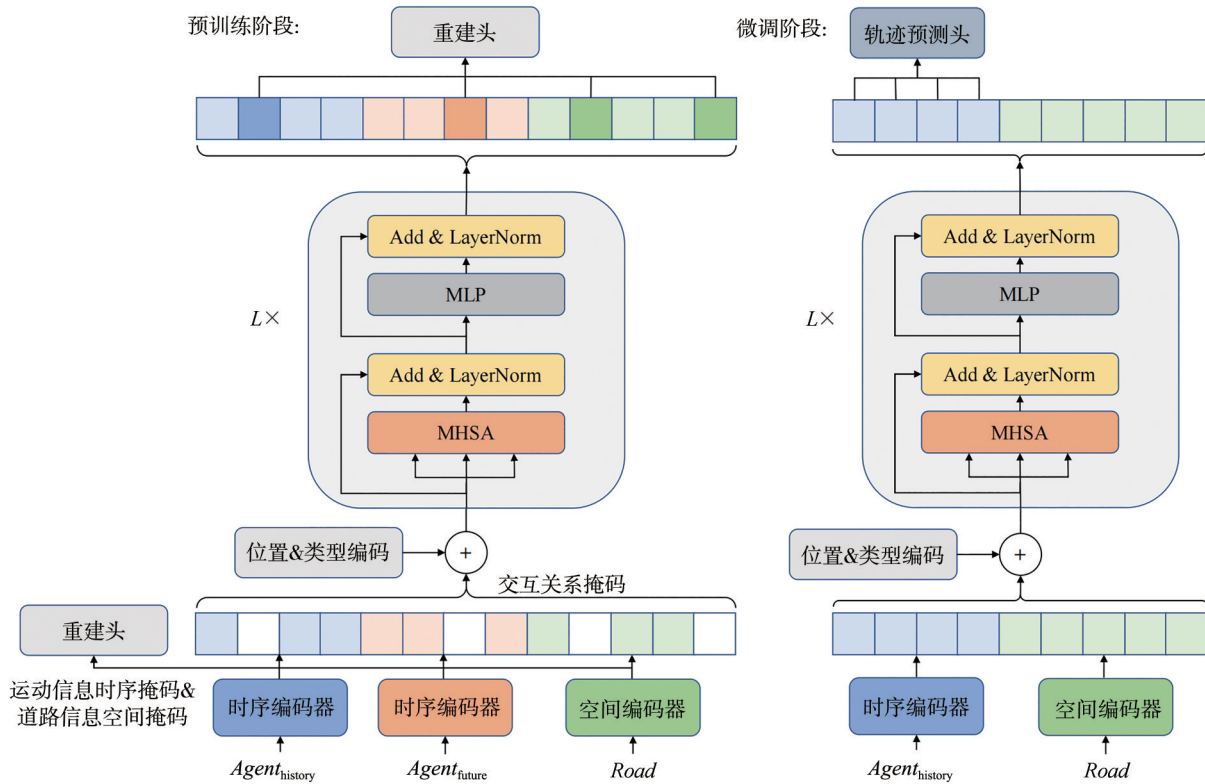 预训练阶段:
重建头
Add & LayerNorm
MLP
L×
Add & LayerNorm
MHSA
位置&类型编码
+
交互关系掩码
重建头
运动信息时序掩码&
道路信息空间掩码
时序编码器
时序编码器
空间编码器
Agenthistory
Agentfuture
Road
微调阶段:
轨迹预测头
Add & LayerNorm
MLP
L×
Add & LayerNorm
MHSA
位置&类型编码
+
时序编码器
空间编码器
Agenthistory
Road